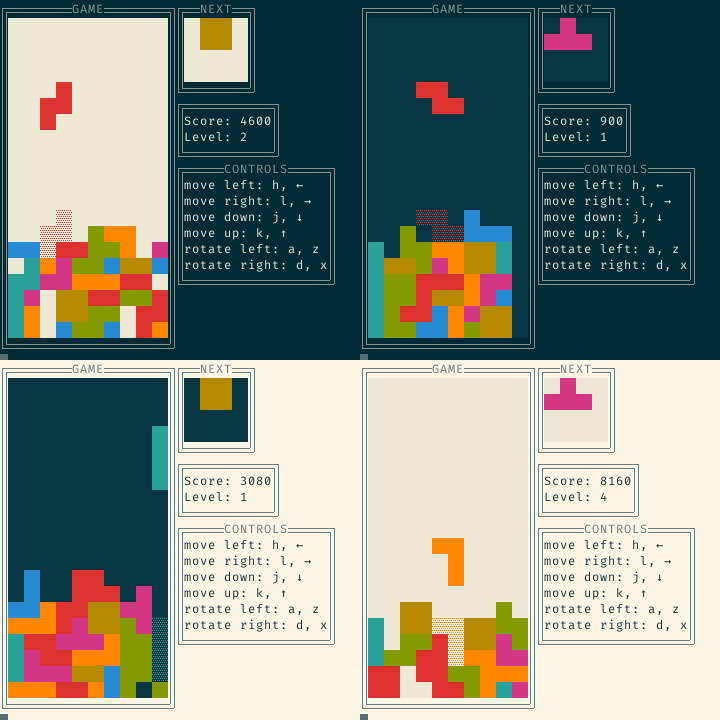 GAME
NEXT
Score: 4600
Level: 2
CONTROLS
move left: h, ←
move right: l, →
move down: j, ↓
move up: k, ↑
rotate left: a, z
rotate right: d, x
GAME
NEXT
Score: 900
Level: 1
CONTROLS
move left: h, ←
move right: l, →
move down: j, ↓
move up: k, ↑
rotate left: a, z
rotate right: d, x
GAME
NEXT
Score: 3080
Level: 1
CONTROLS
move left: h, ←
move right: l, →
move down: j, ↓
move up: k, ↑
rotate left: a, z
rotate right: d, x
GAME
NEXT
Score: 8160
Level: 4
CONTROLS
move left: h, ←
move right: l, →
move down: j, ↓
move up: k, ↑
rotate left: a, z
rotate right: d, x